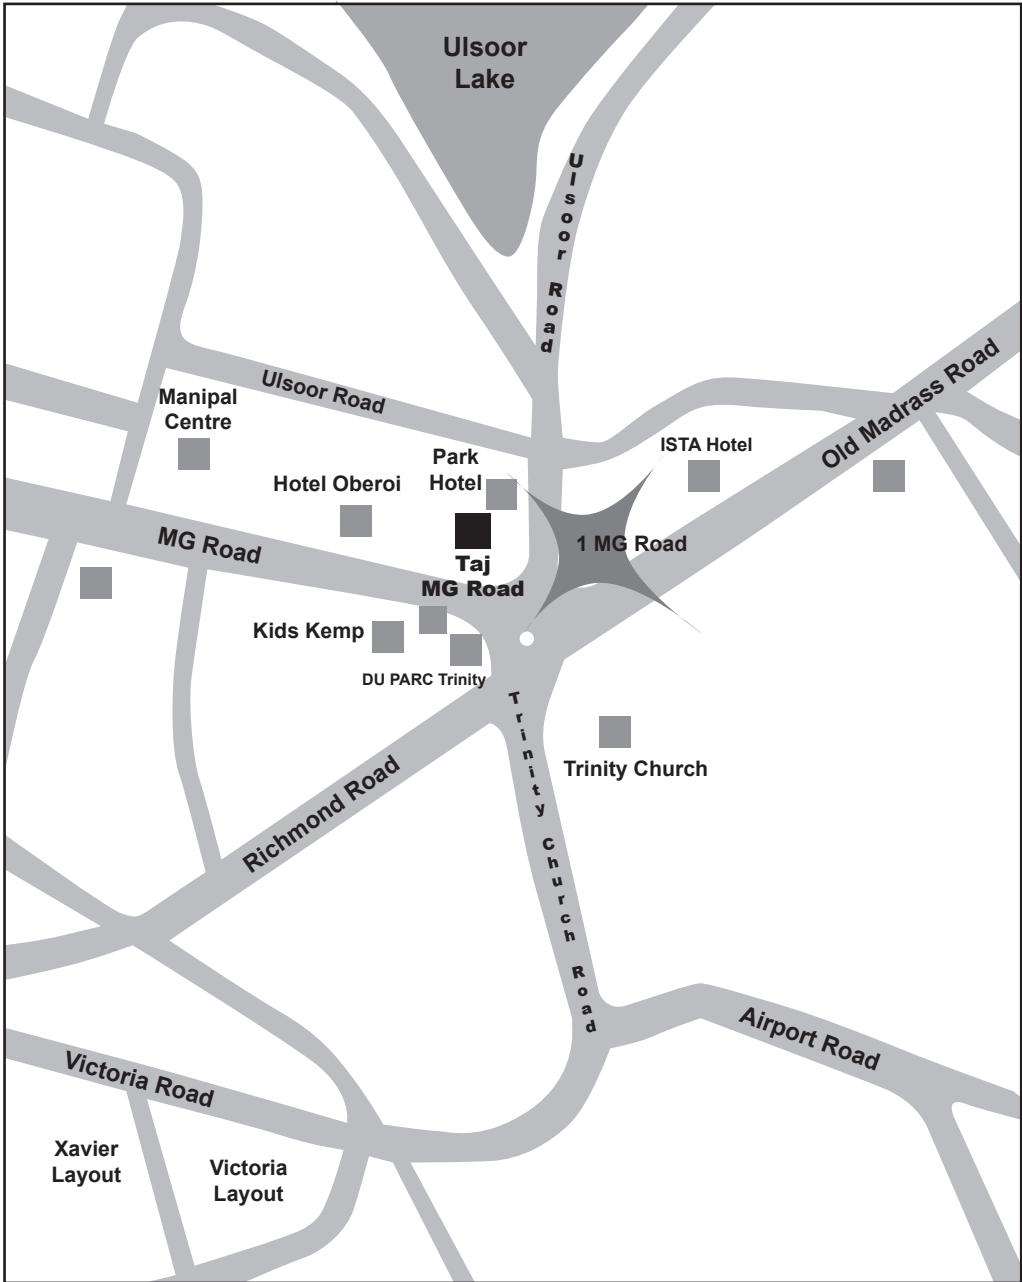 Ulsoor
Lake
Ulsoor Road
Old Madrass Road
Ulsoor Road
Manipal
Centre
ISTA Hotel
Park
Hotel
Hotel Oberoi
MG Road
1 MG Road
Taj
MG Road
Kids Kemp
DU PARC Trinity
Trinity Church Road
Trinity Church
Richmond Road
Airport Road
Victoria Road
Xavier
Layout
Victoria
Layout